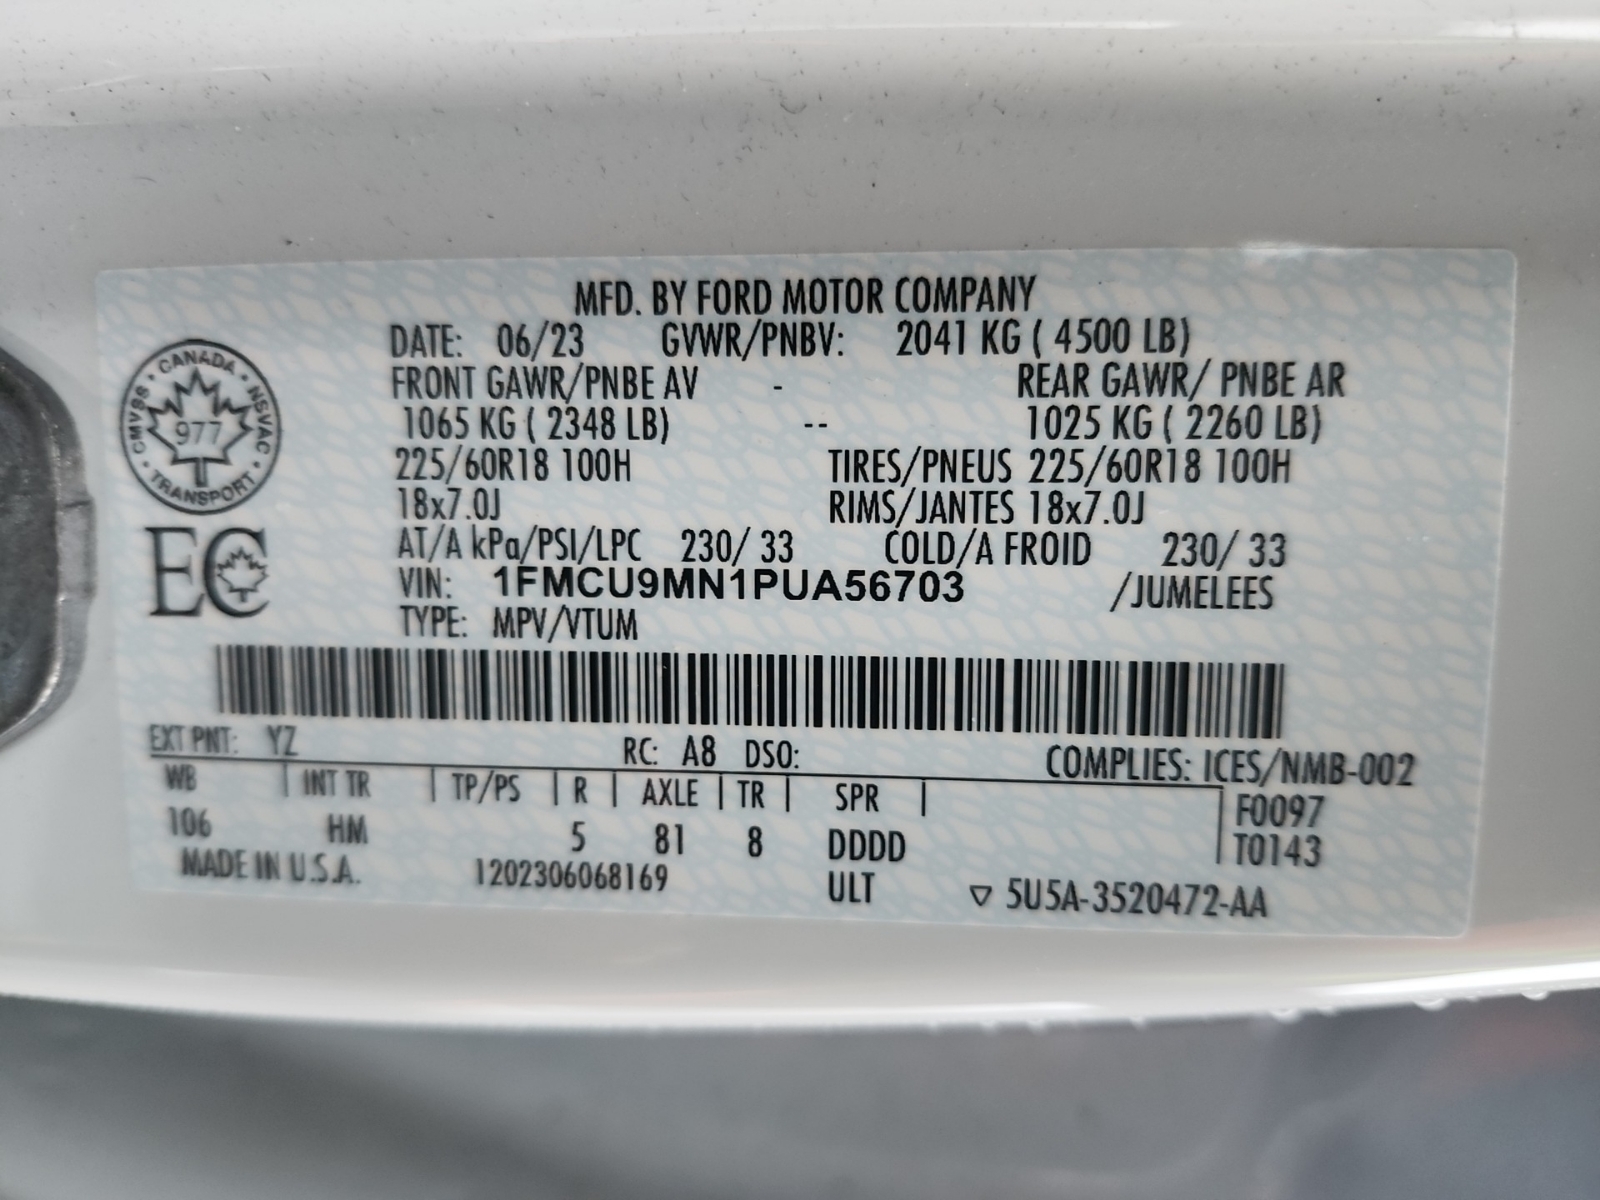 MFD. BY FORD MOTOR COMPANY
DATE: 06/23 GVWR/PNBV: 2041 KG ( 4500 LB)
FRONT GAWR/PNBE AV - REAR GAWR/ PNBE AR
1065 KG ( 2348 LB) -- 1025 KG ( 2260 LB)
225/60R18 100H TIRES/PNEUS 225/60R18 100H
18x7.0J RIMS/JANTES 18x7.0J
AT/A kPa/PSI/LPC 230/ 33 COLD/A FROID 230/ 33
VIN: 1FMCU9MN1PUA56703 /JUMELEES
TYPE: MPV/VTUM
CANADA · NSVAC · TRANSPORT · CMVSS ·
977
EC
EXT PNT: YZ RC: A8 DSO: COMPLIES: ICES/NMB-002
WB | INT TR | TP/PS | R | AXLE | TR | SPR | F0097
106 HM 5 81 8 DDDD T0143
MADE IN U.S.A. 1202306068169 ULT ▽ 5U5A-3520472-AA